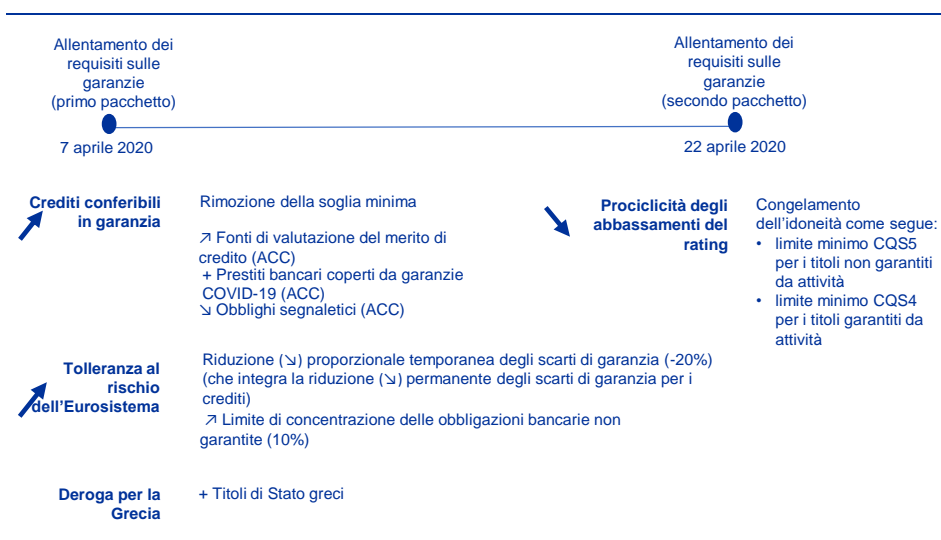 Allentamento dei
requisiti sulle
garanzie
(primo pacchetto)
7 aprile 2020
Allentamento dei
requisiti sulle
garanzie
(secondo pacchetto)
22 aprile 2020
Crediti conferibili
in garanzia
Rimozione della soglia minima
↗ Fonti di valutazione del merito di
credito (ACC)
+ Prestiti bancari coperti da garanzie
COVID-19 (ACC)
↘ Obblighi segnaletici (ACC)
Prociclicità degli
abbassamenti del
rating
Congelamento
dell'idoneità come segue:
• limite minimo CQS5
per i titoli non garantiti
da attività
• limite minimo CQS4
per i titoli garantiti da
attività
Tolleranza al
rischio
dell'Eurosistema
Riduzione (↘) proporzionale temporanea degli scarti di garanzia (-20%)
(che integra la riduzione (↘) permanente degli scarti di garanzia per i
crediti)
↗ Limite di concentrazione delle obbligazioni bancarie non
garantite (10%)
Deroga per la
Grecia
+ Titoli di Stato greci